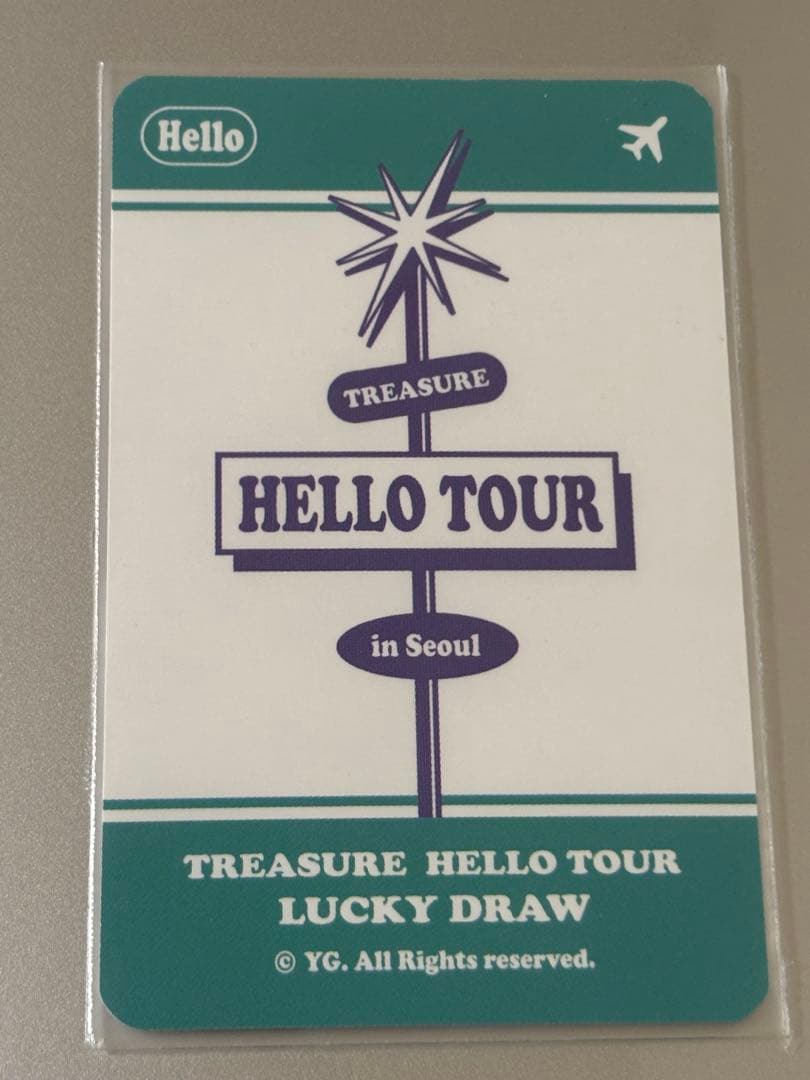 Hello
TREASURE
HELLO TOUR
in Seoul
TREASURE HELLO TOUR
LUCKY DRAW
© YG. All Rights reserved.